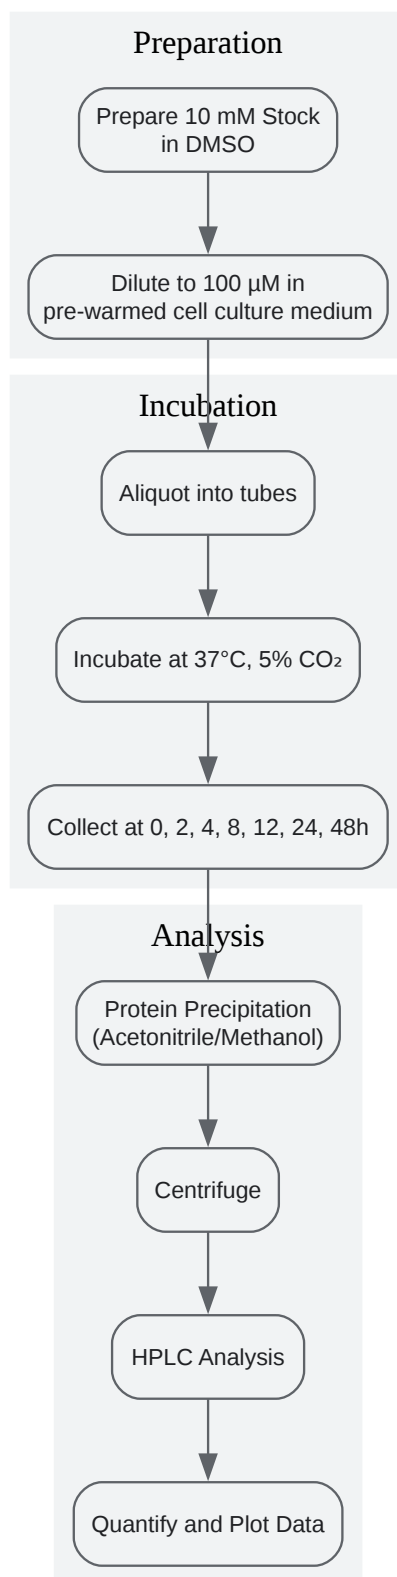 Preparation
Prepare 10 mM Stock
in DMSO
Dilute to 100 µM in
pre-warmed cell culture medium
Incubation
Aliquot into tubes
Incubate at 37°C, 5% CO₂
Collect at 0, 2, 4, 8, 12, 24, 48h
Analysis
Protein Precipitation
(Acetonitrile/Methanol)
Centrifuge
HPLC Analysis
Quantify and Plot Data